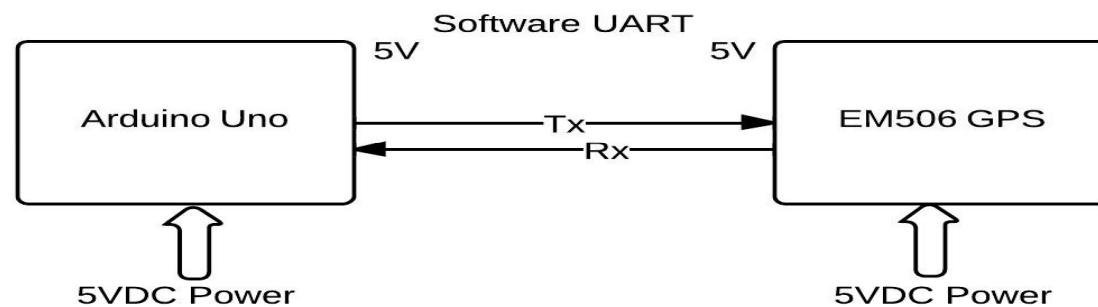 Software UART
5V 5V
Arduino Uno
Tx
EM506 GPS
Rx
5VDC Power
5VDC Power